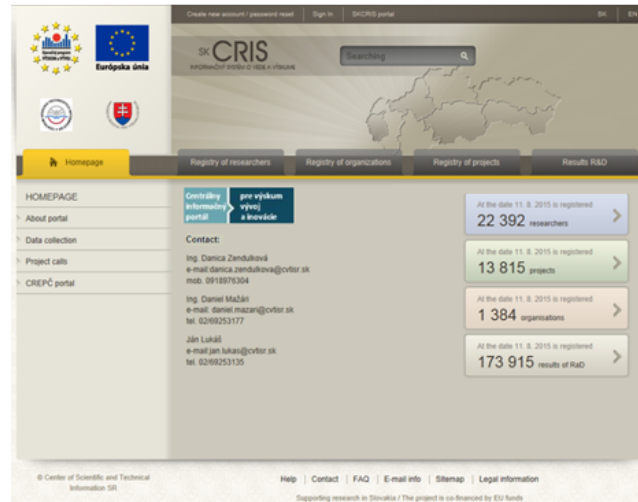 Create new account / password reset | Sign In | SKCRIS portal
SK | EN
Európska únia
SK CRIS
INFORMAČNÝ SYSTÉM O VEDE A VÝSKUME
Searching
Homepage
Registry of researchers
Registry of organizations
Registry of projects
Results R&D
HOMEPAGE
About portal
Data collection
Project calls
CREPČ portal
Centrálny
informačný
portál
pre výskum
vývoj
a inovácie
Contact:
Ing. Danica Zendulková
e-mail:danica.zendulkova@cvtisr.sk
mob. 0918976304
Ing. Daniel Mažári
e-mail: daniel.mazari@cvtisr.sk
tel. 02/69253177
Ján Lukáš
e-mail:jan.lukas@cvtisr.sk
tel. 02/69253135
At the date 11. 8. 2015 is registered
22 392 researchers
At the date 11. 8. 2015 is registered
13 815 projects
At the date 11. 8. 2015 is registered
1 384 organisations
At the date 11. 8. 2015 is registered
173 915 results of RaD
© Center of Scientific and Technical
Information SR
Help | Contact | FAQ | E-mail info | Sitemap | Legal information
Supporting research in Slovakia / The project is co-financed by EU funds